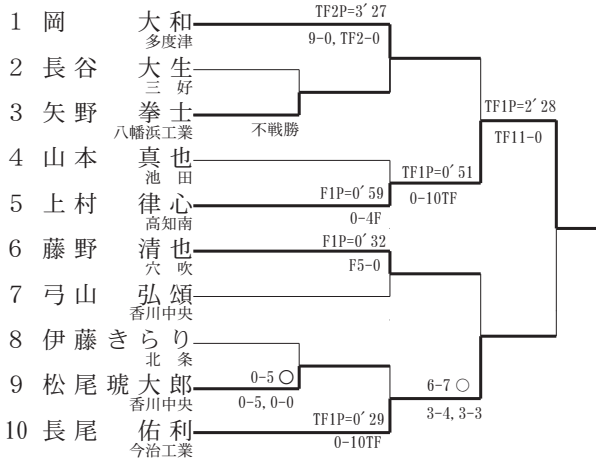 1 岡 大 和
多度津
TF2P=3´27
9-0, TF2-0
2 長 谷 大 生
三 好
3 矢 野 拳 士
八幡浜工業
不戦勝
TF1P=2´28
TF11-0
4 山 本 真 也
池 田
5 上 村 律 心
高知南
F1P=0´59
0-4F
TF1P=0´51
0-10TF
6 藤 野 清 也
穴 吹
F1P=0´32
F5-0
7 弓 山 弘 頌
香川中央
8 伊 藤 き ら り
北 条
9 松 尾 琥 大 郎
香川中央
0-5 ○
0-5, 0-0
6-7 ○
3-4, 3-3
10 長 尾 佑 利
今治工業
TF1P=0´29
0-10TF